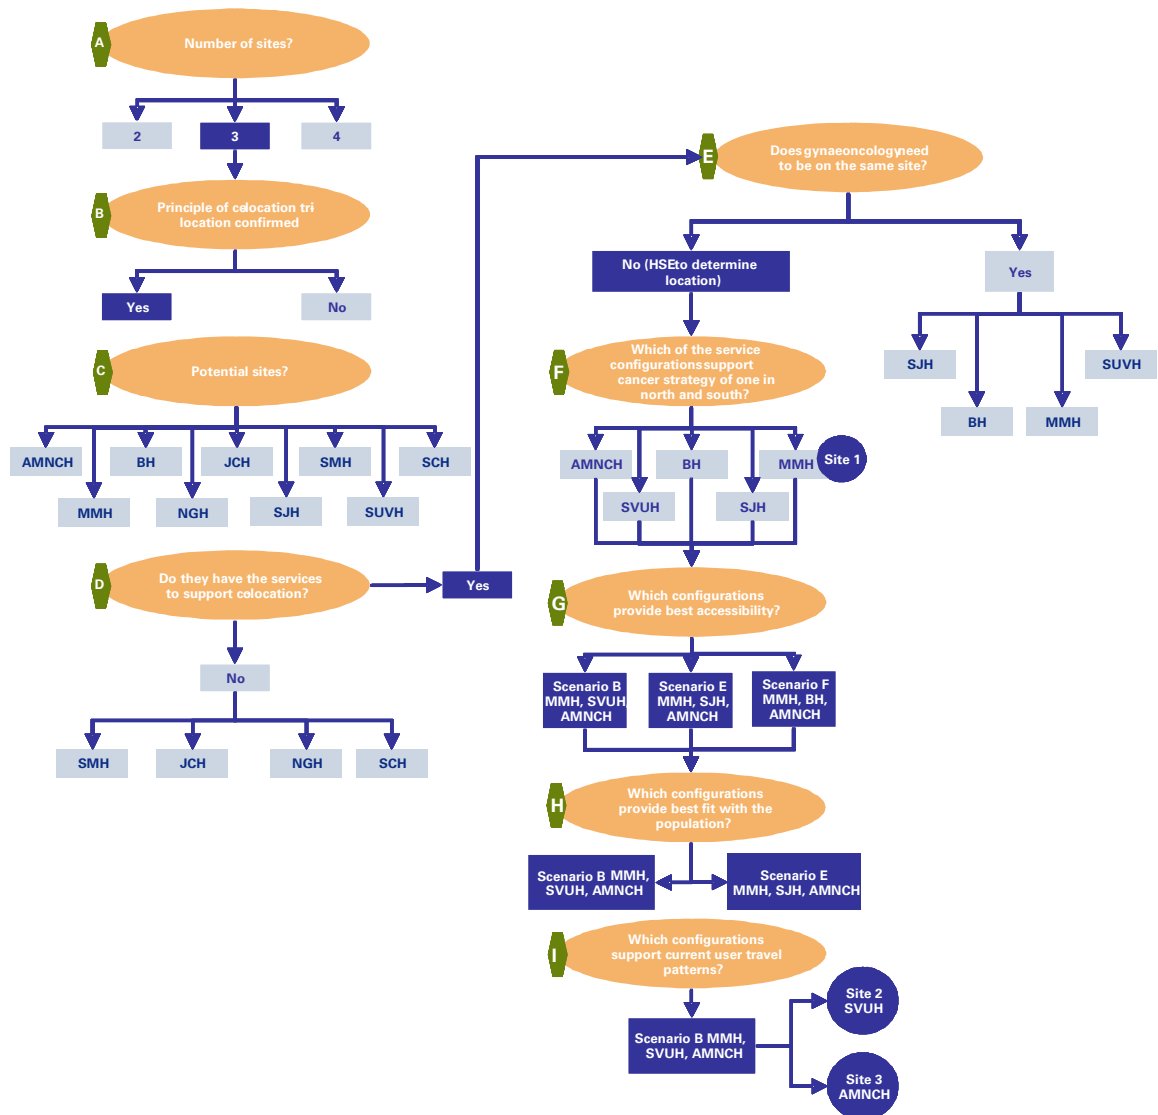 A
Number of sites?
2
3
4
B
Principle of colocation tri-
location confirmed
Yes
No
C
Potential sites?
AMNCH
BH
JCH
SMH
SCH
MMH
NGH
SJH
SUVH
D
Do they have the services
to support colocation?
Yes
No
SMH
JCH
NGH
SCH
E
Does gynaeoncology need
to be on the same site?
No (HSE to determine
location)
Yes
SJH
SUVH
BH
MMH
F
Which of the service
configurations support
cancer strategy of one in
north and south?
AMNCH
BH
MMH
Site 1
SVUH
SJH
G
Which configurations
provide best accessibility?
Scenario B
MMH, SVUH,
AMNCH
Scenario E
MMH, SJH,
AMNCH
Scenario F
MMH, BH,
AMNCH
H
Which configurations
provide best fit with the
population?
Scenario B MMH,
SVUH, AMNCH
Scenario E
MMH, SJH, AMNCH
I
Which configurations
support current user travel
patterns?
Scenario B MMH,
SVUH, AMNCH
Site 2
SVUH
Site 3
AMNCH